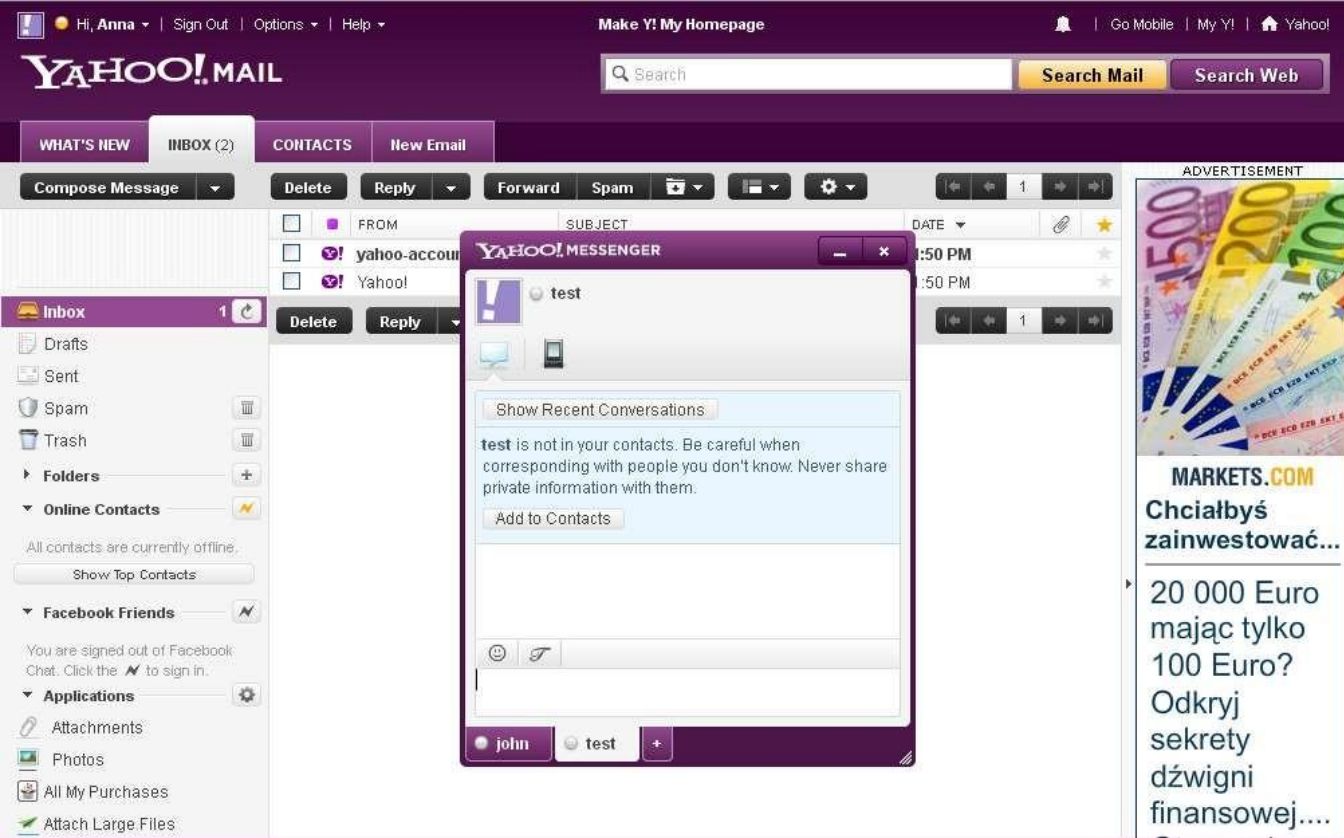 Hi, Anna | Sign Out | Options | Help
Make Y! My Homepage
| Go Mobile | My Y! | Yahoo!
YAHOO! MAIL
Search
Search Mail
Search Web
WHAT'S NEW
INBOX (2)
CONTACTS
New Email
Compose Message
Delete
Reply
Forward
Spam
1
FROM
SUBJECT
DATE
yahoo-accou
:50 PM
Yahoo!
:50 PM
Delete
Reply
1
Inbox 1
Drafts
Sent
Spam
Trash
Folders
Online Contacts
All contacts are currently offline.
Show Top Contacts
Facebook Friends
You are signed out of Facebook
Chat. Click the to sign in.
Applications
Attachments
Photos
All My Purchases
Attach Large Files
YAHOO! MESSENGER
test
Show Recent Conversations
test is not in your contacts. Be careful when
corresponding with people you don't know. Never share
private information with them.
Add to Contacts
john
test
+
ADVERTISEMENT
500
200
100
MARKETS.COM
Chciałbyś
zainwestować...
20 000 Euro
mając tylko
100 Euro?
Odkryj
sekrety
dźwigni
finansowej....